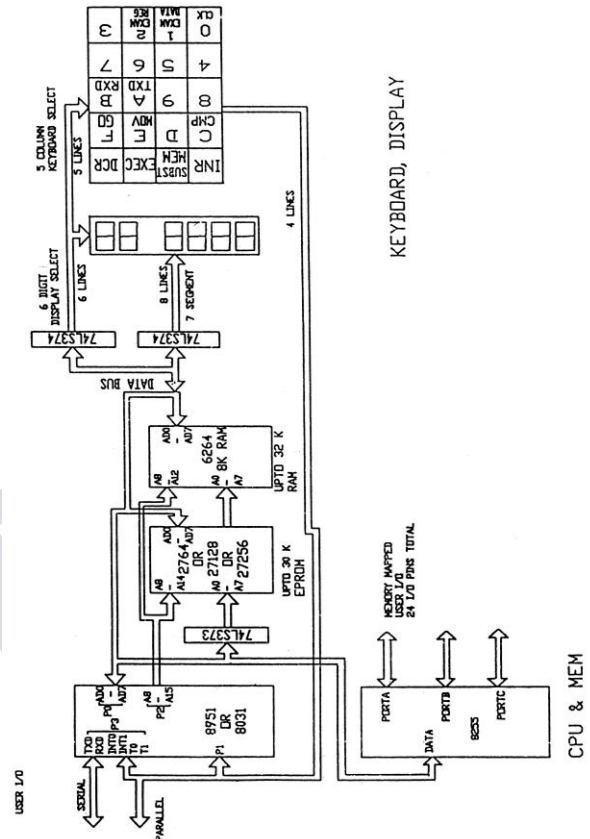 USER I/O
SERIAL
PARALLEL
TXD
RXD
INT0
INT1
T0
T1
P3
P0
AD0
-
AD7
P2
A8
-
A15
8951
OR
8031
P1
74LS373
AD0
-
AD7
A8
-
A14
2764
OR
27128
OR
27256
A0
-
A7
UPTO 30 K
EPROM
AD0
-
AD7
A8
-
A12
6264
8K RAM
A0
-
A7
UPTO 32 K
RAM
DATA BUS
74LS374
74LS374
6 DIGIT
DISPLAY SELECT
6 LINES
8 LINES
7 SEGMENT
5 COLUMN
KEYBOARD SELECT
5 LINES
4 LINES
DCR
EXEC
SUBST
MEM
INR
F
GO
E
MOV
D
C
CMP
B
RXD
A
TXD
9
8
7
6
5
4
3
2
EXAM
REG
1
EXAM
DATA
0
CLK
KEYBOARD, DISPLAY
MEMORY MAPPED
USER I/O
24 I/O PINS TOTAL
PORTA
PORTB
PORTC
DATA
8255
CPU & MEM